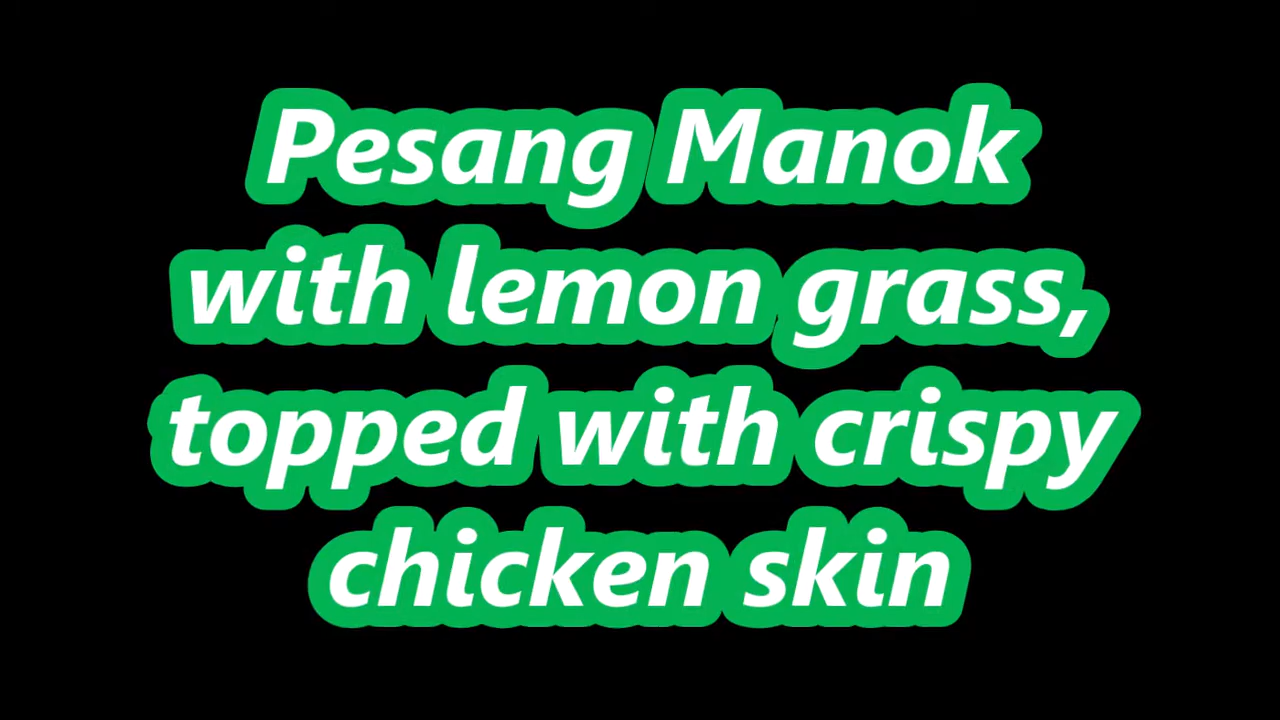 Pesang Manok
with lemon grass,
topped with crispy
chicken skin